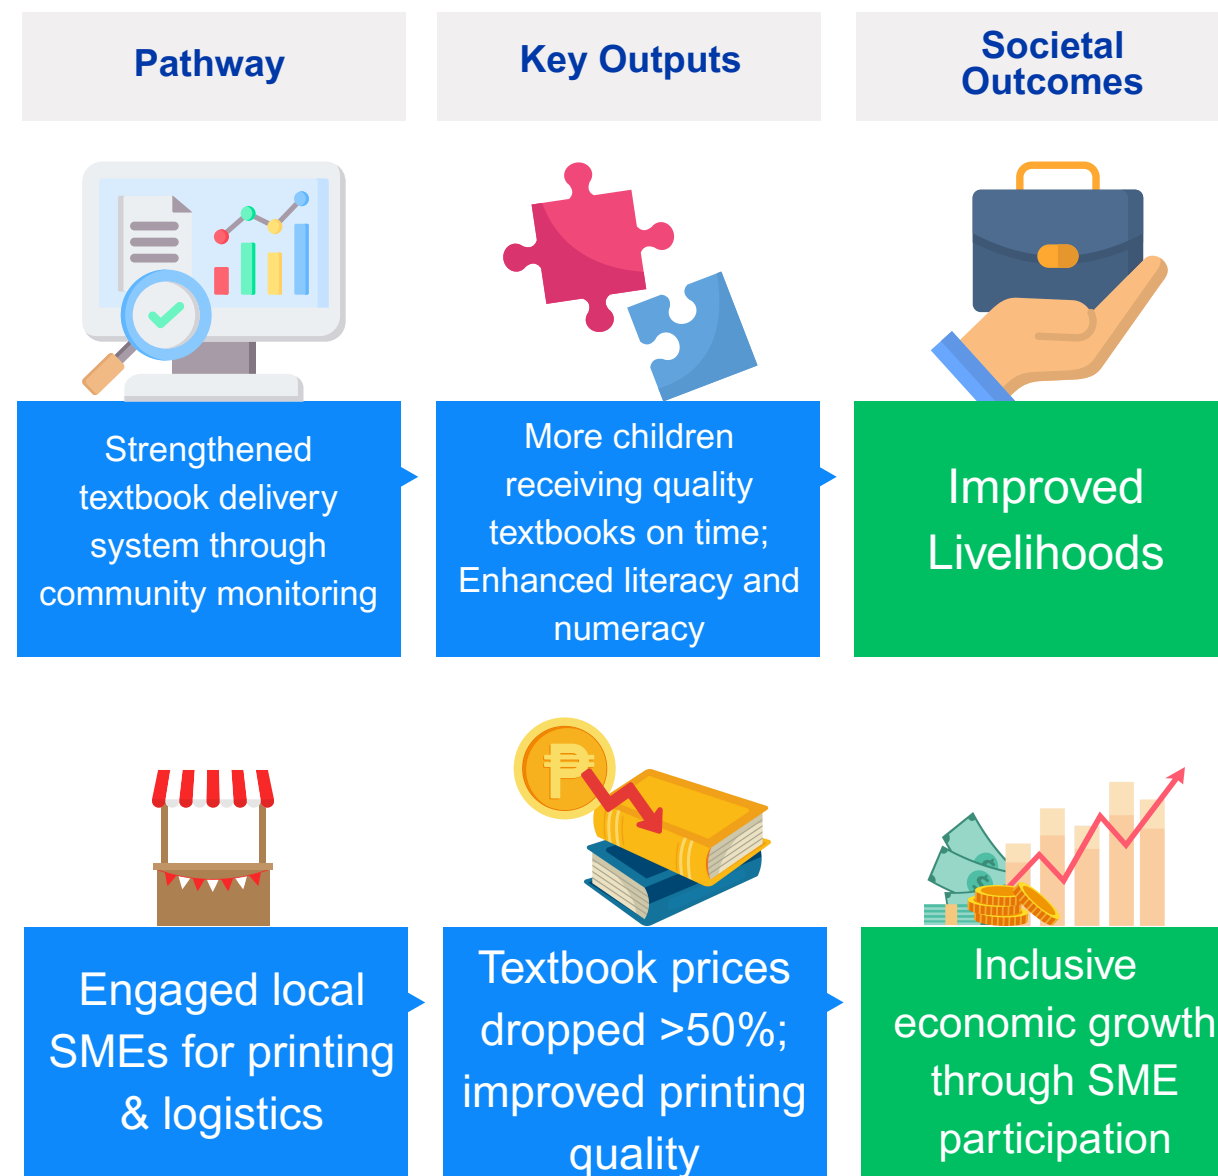 Pathway
Key Outputs
Societal
Outcomes
Strengthened
textbook delivery
system through
community monitoring
More children
receiving quality
textbooks on time;
Enhanced literacy and
numeracy
Improved
Livelihoods
Engaged local
SMEs for printing
& logistics
Textbook prices
dropped >50%;
improved printing
quality
Inclusive
economic growth
through SME
participation